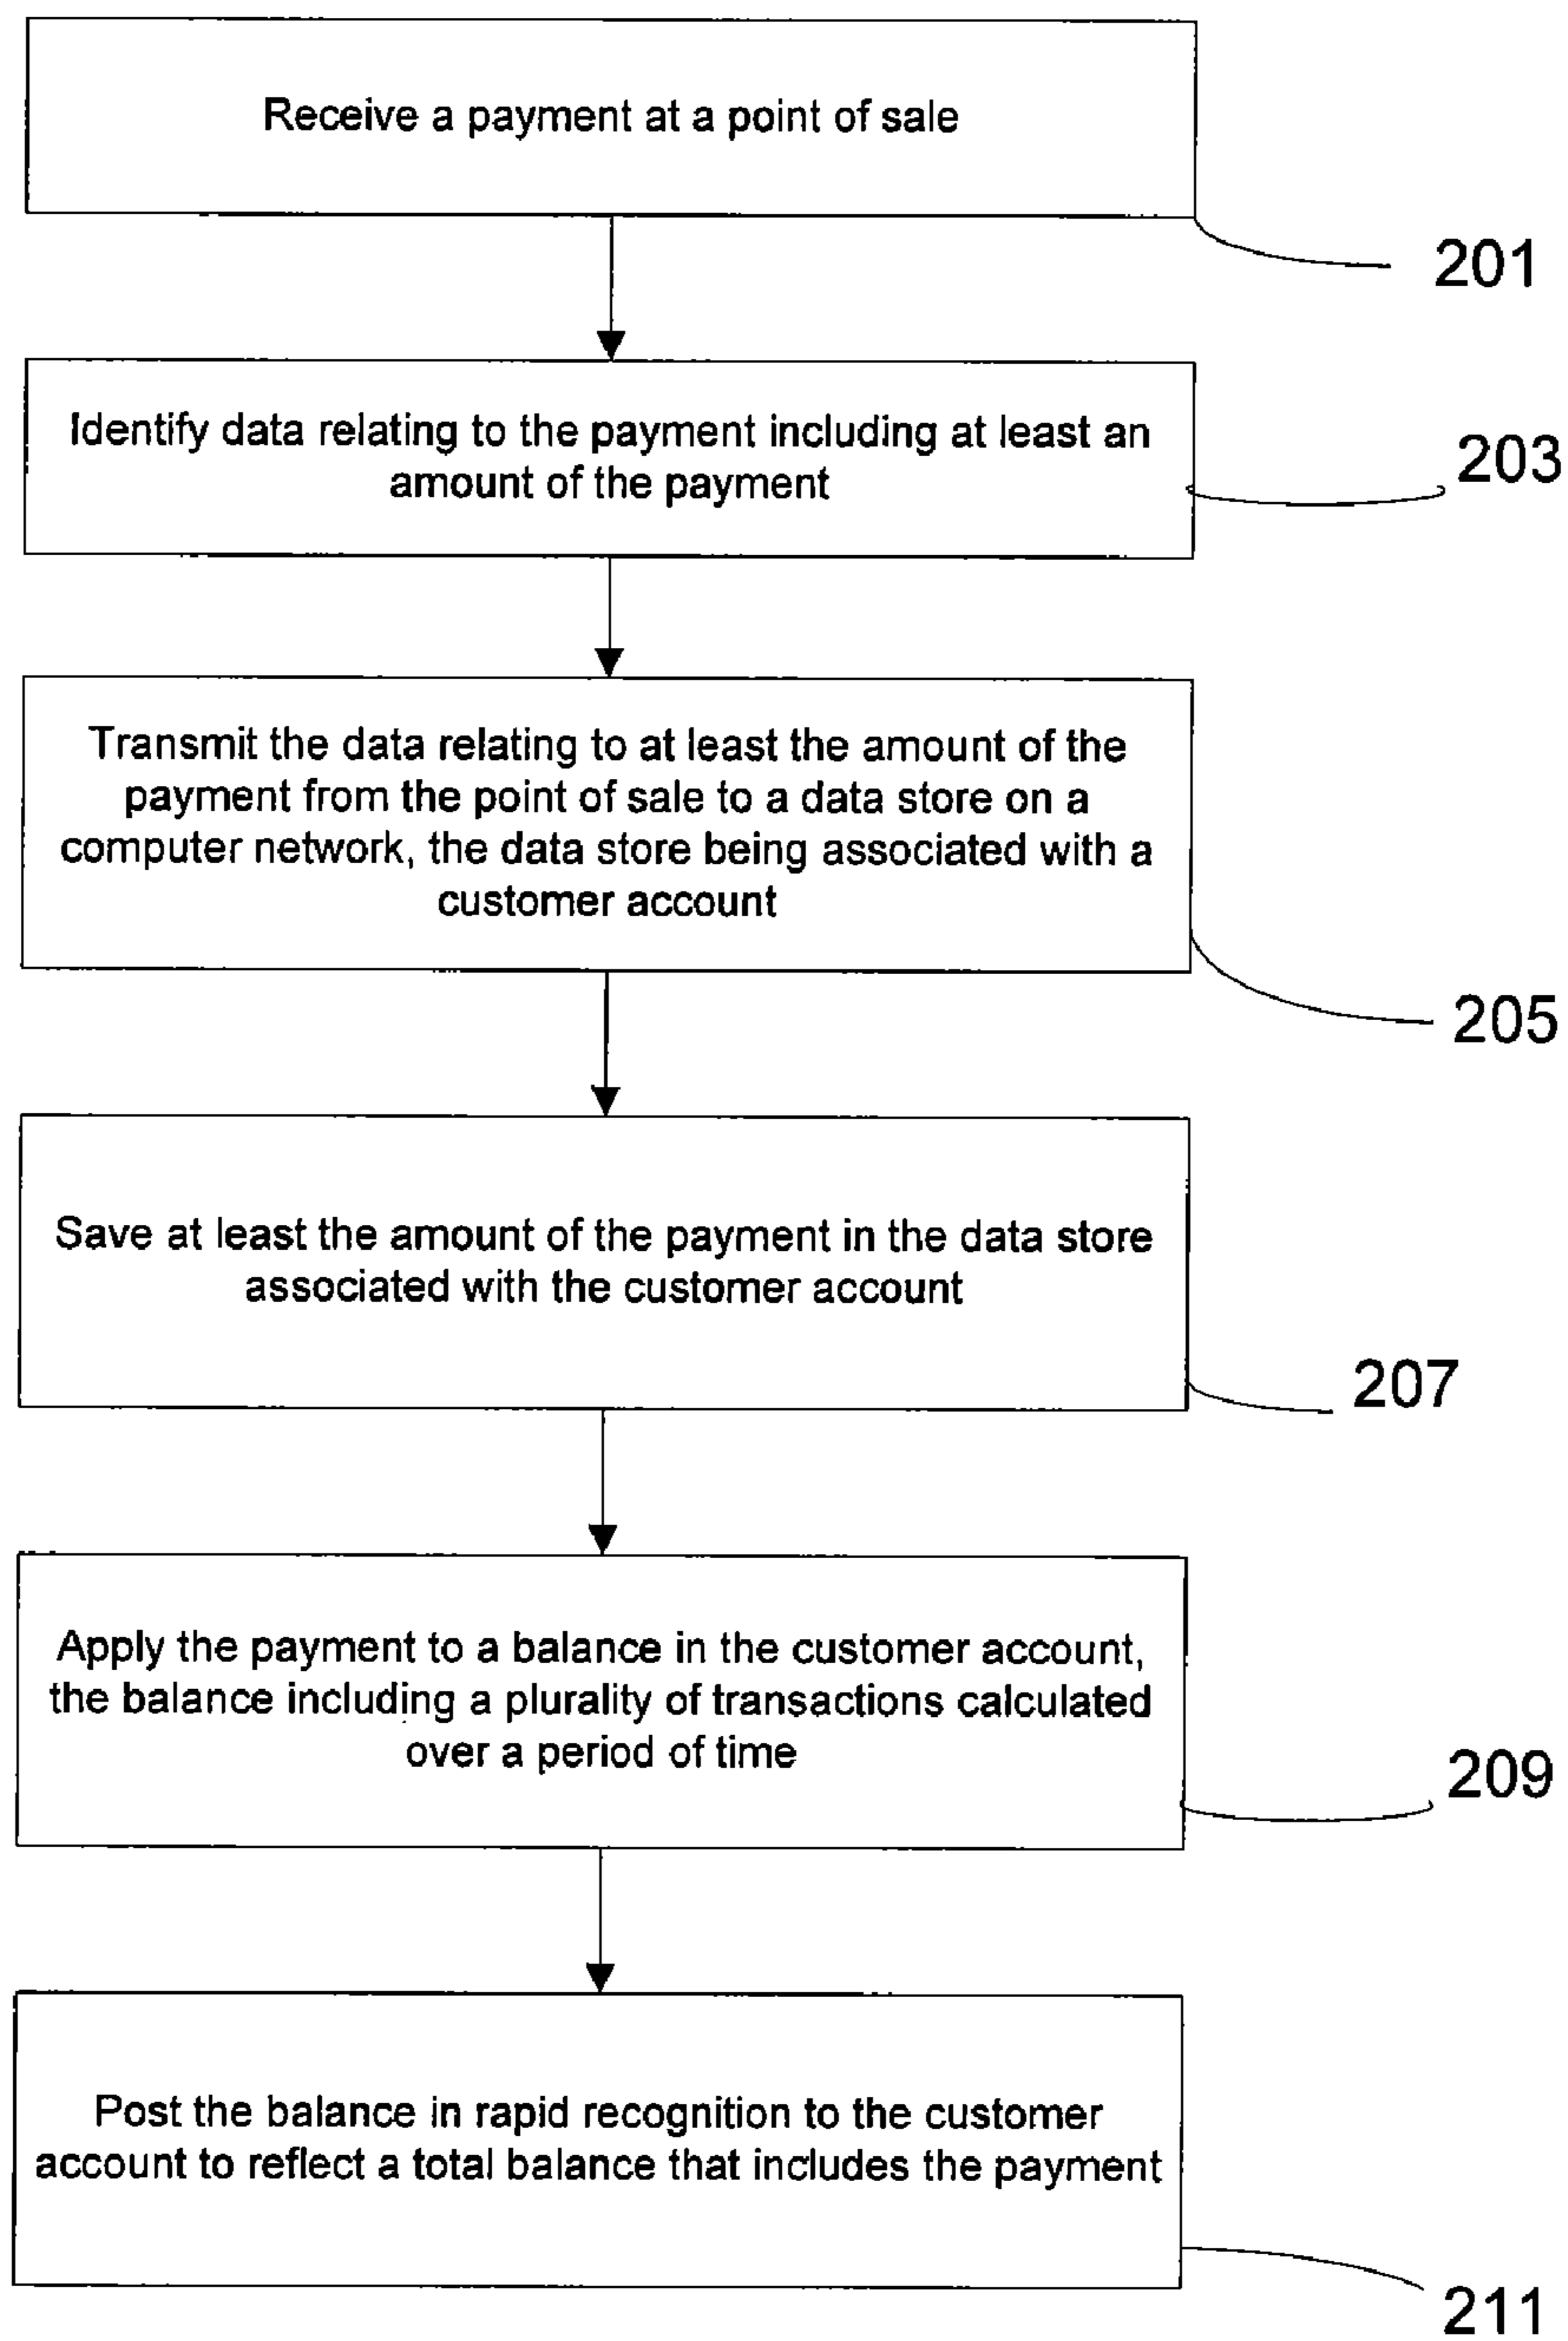 Receive a payment at a point of sale
201
Identify data relating to the payment including at least an
amount of the payment
203
Transmit the data relating to at least the amount of the
payment from the point of sale to a data store on a
computer network, the data store being associated with a
customer account
205
Save at least the amount of the payment in the data store
associated with the customer account
207
Apply the payment to a balance in the customer account,
the balance including a plurality of transactions calculated
over a period of time
209
Post the balance in rapid recognition to the customer
account to reflect a total balance that includes the payment
211